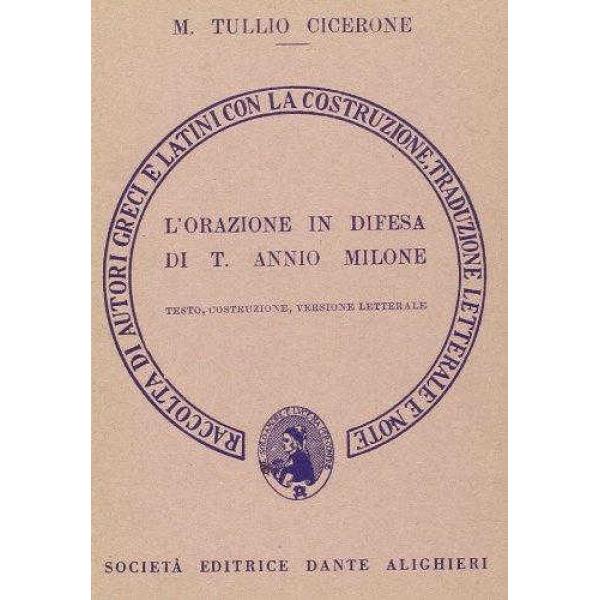 M. TULLIO CICERONE
RACCOLTA DI AUTORI GRECI E LATINI CON LA COSTRUZIONE, TRADUZIONE LETTERALE E NOTE
L'ORAZIONE IN DIFESA
DI T. ANNIO MILONE
TESTO, COSTRUZIONE, VERSIONE LETTERALE
SOCIETÀ EDITRICE DANTE ALIGHIERI